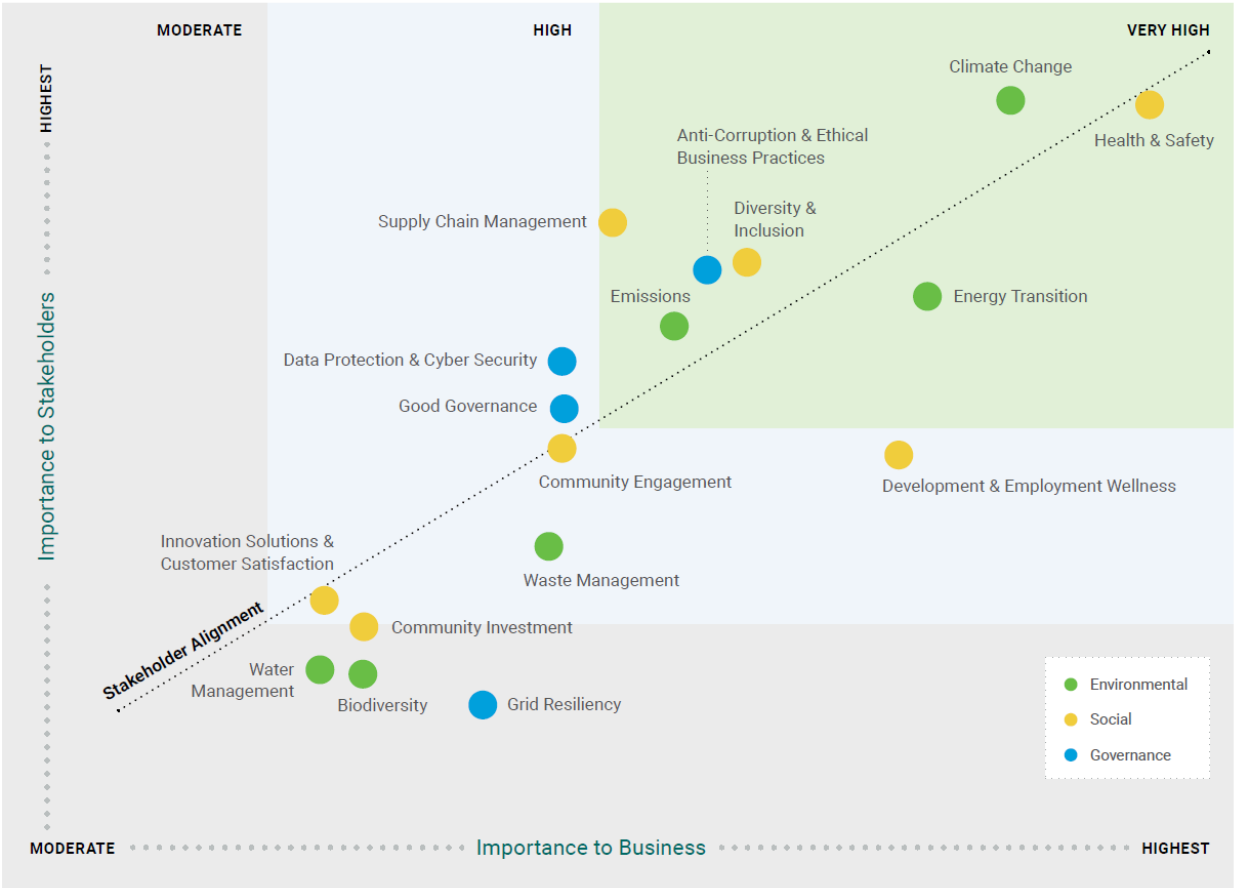 MODERATE
HIGH
VERY HIGH
HIGHEST
Importance to Stakeholders
Climate Change
Health & Safety
Anti-Corruption & Ethical
Business Practices
Supply Chain Management
Diversity &
Inclusion
Emissions
Energy Transition
Data Protection & Cyber Security
Good Governance
Community Engagement
Development & Employment Wellness
Innovation Solutions &
Customer Satisfaction
Waste Management
Stakeholder Alignment
Community Investment
Water
Management
Biodiversity
Grid Resiliency
Environmental
Social
Governance
MODERATE
Importance to Business
HIGHEST